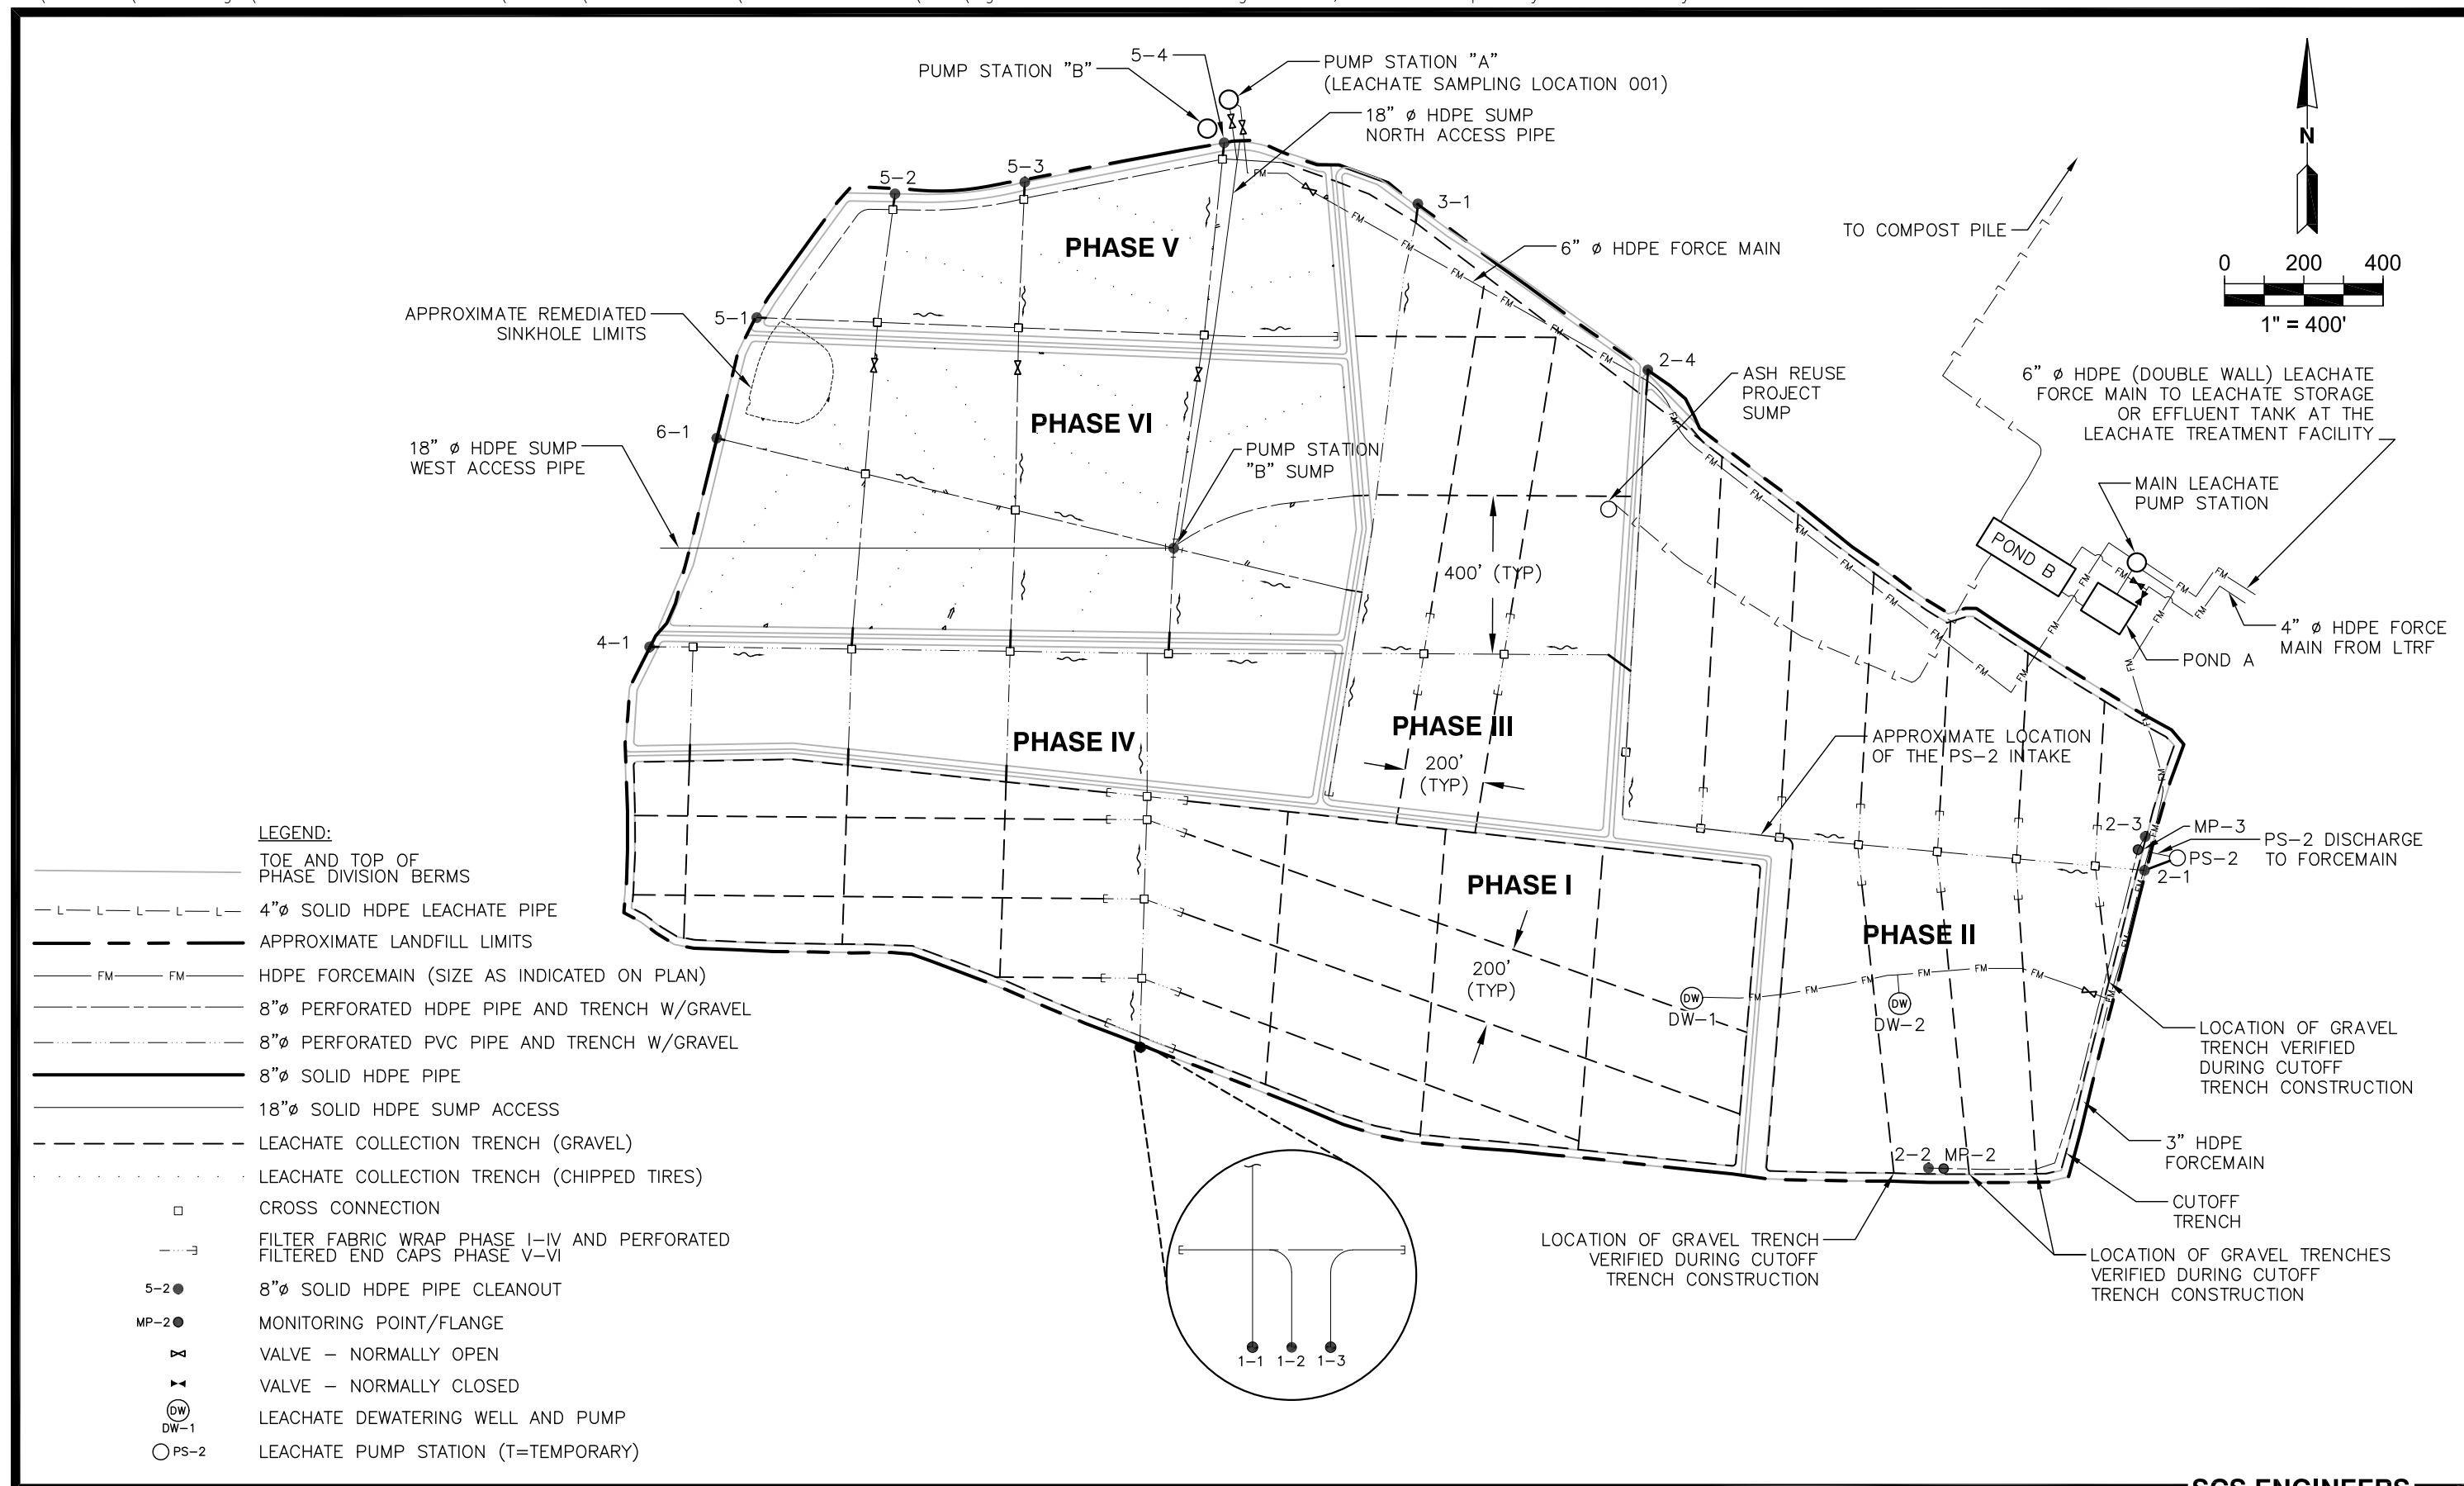 5-4
PUMP STATION "B"
PUMP STATION "A"
(LEACHATE SAMPLING LOCATION 001)
18" ø HDPE SUMP
NORTH ACCESS PIPE
N
5-2
5-3
3-1
TO COMPOST PILE
PHASE V
6" ø HDPE FORCE MAIN
0 200 400
1" = 400'
APPROXIMATE REMEDIATED
SINKHOLE LIMITS
5-1
2-4
ASH REUSE
PROJECT
SUMP
6" ø HDPE (DOUBLE WALL) LEACHATE
FORCE MAIN TO LEACHATE STORAGE
OR EFFLUENT TANK AT THE
LEACHATE TREATMENT FACILITY
PHASE VI
6-1
18" ø HDPE SUMP
WEST ACCESS PIPE
PUMP STATION
"B" SUMP
MAIN LEACHATE
PUMP STATION
POND B
400' (TYP)
4-1
4" ø HDPE FORCE
MAIN FROM LTRF
POND A
PHASE IV
PHASE III
200'
(TYP)
APPROXIMATE LOCATION
OF THE PS-2 INTAKE
2-3
MP-3
PS-2 DISCHARGE
TO FORCEMAIN
PS-2
2-1
PHASE I
PHASE II
200'
(TYP)
DW
DW-1
DW
DW-2
FM FM FM FM FM FM
LOCATION OF GRAVEL
TRENCH VERIFIED
DURING CUTOFF
TRENCH CONSTRUCTION
3" HDPE
FORCEMAIN
2-2 MP-2
CUTOFF
TRENCH
LOCATION OF GRAVEL TRENCH
VERIFIED DURING CUTOFF
TRENCH CONSTRUCTION
LOCATION OF GRAVEL TRENCHES
VERIFIED DURING CUTOFF
TRENCH CONSTRUCTION
1-1 1-2 1-3
LEGEND:
TOE AND TOP OF
PHASE DIVISION BERMS
L L L L L 4"ø SOLID HDPE LEACHATE PIPE
APPROXIMATE LANDFILL LIMITS
FM FM HDPE FORCEMAIN (SIZE AS INDICATED ON PLAN)
8"ø PERFORATED HDPE PIPE AND TRENCH W/GRAVEL
8"ø PERFORATED PVC PIPE AND TRENCH W/GRAVEL
8"ø SOLID HDPE PIPE
18"ø SOLID HDPE SUMP ACCESS
LEACHATE COLLECTION TRENCH (GRAVEL)
LEACHATE COLLECTION TRENCH (CHIPPED TIRES)
CROSS CONNECTION
FILTER FABRIC WRAP PHASE I-IV AND PERFORATED
FILTERED END CAPS PHASE V-VI
5-2 8"ø SOLID HDPE PIPE CLEANOUT
MP-2 MONITORING POINT/FLANGE
VALVE - NORMALLY OPEN
VALVE - NORMALLY CLOSED
DW
DW-1 LEACHATE DEWATERING WELL AND PUMP
PS-2 LEACHATE PUMP STATION (T=TEMPORARY)
SCS ENGINEERS